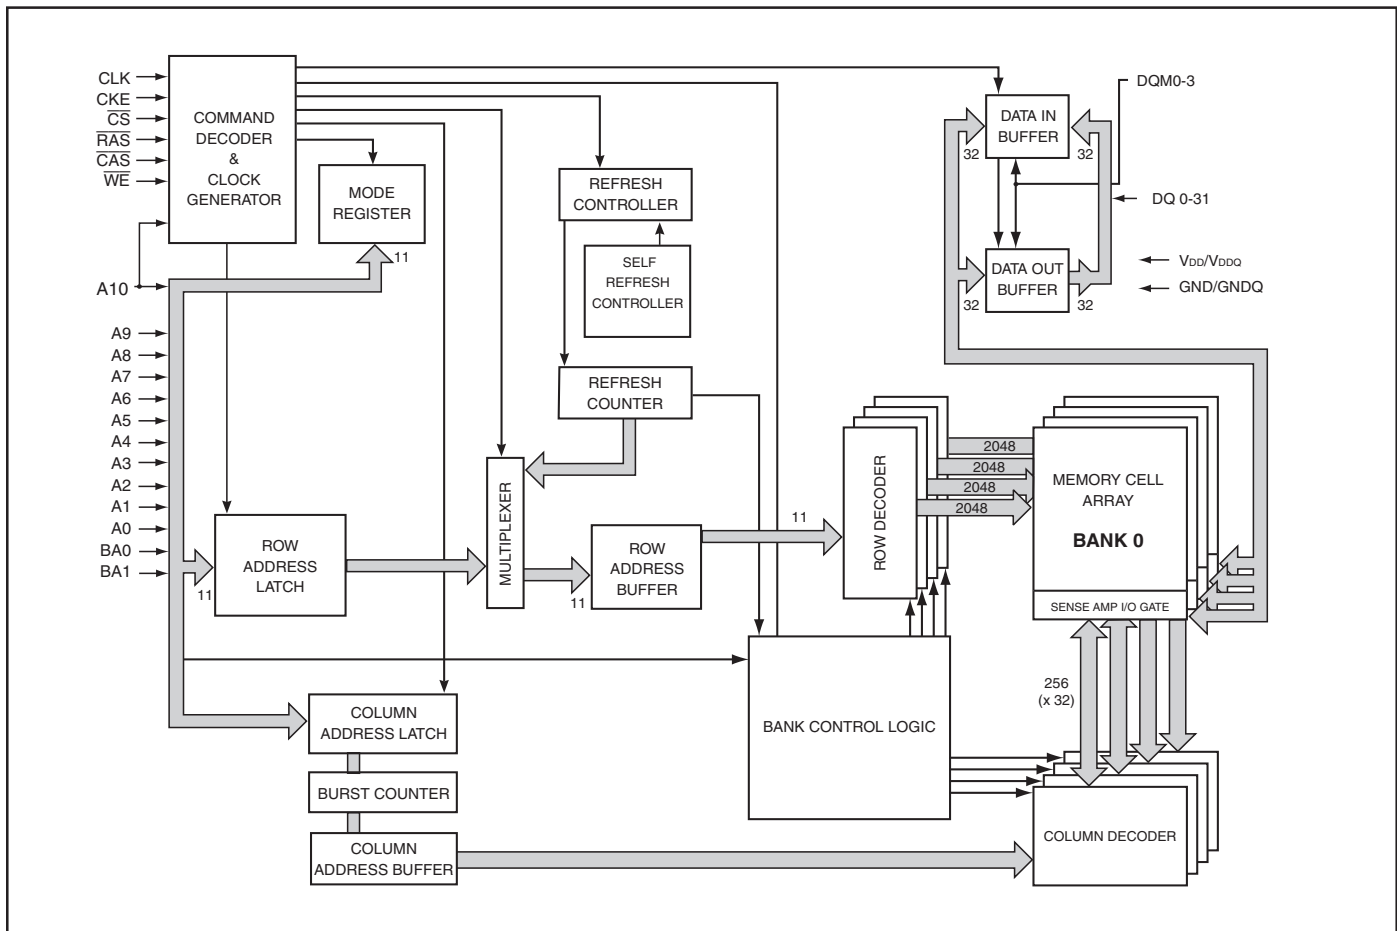 CLK
CKE
CS
RAS
CAS
WE
A10
A9
A8
A7
A6
A5
A4
A3
A2
A1
A0
BA0
BA1
COMMAND
DECODER
&
CLOCK
GENERATOR
MODE
REGISTER
11
REFRESH
CONTROLLER
SELF
REFRESH
CONTROLLER
REFRESH
COUNTER
DATA IN
BUFFER
32
32
DQM0-3
DQ 0-31
DATA OUT
BUFFER
32
32
VDD/VDDQ
GND/GNDQ
11
ROW
ADDRESS
LATCH
MULTIPLEXER
11
ROW
ADDRESS
BUFFER
11
ROW DECODER
2048
2048
2048
2048
MEMORY CELL
ARRAY
BANK 0
SENSE AMP I/O GATE
256
(x 32)
BANK CONTROL LOGIC
COLUMN
ADDRESS LATCH
BURST COUNTER
COLUMN
ADDRESS BUFFER
COLUMN DECODER